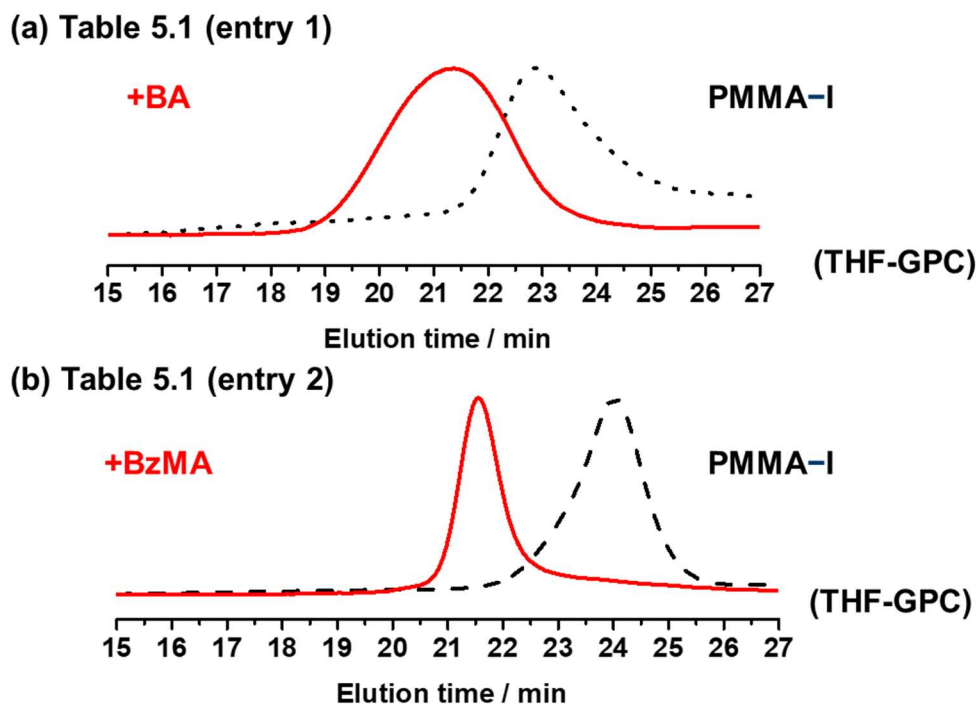 (a) Table 5.1 (entry 1)
+BA
PMMA−I
(THF-GPC)
15 16 17 18 19 20 21 22 23 24 25 26 27
Elution time / min
(b) Table 5.1 (entry 2)
+BzMA
PMMA−I
(THF-GPC)
15 16 17 18 19 20 21 22 23 24 25 26 27
Elution time / min